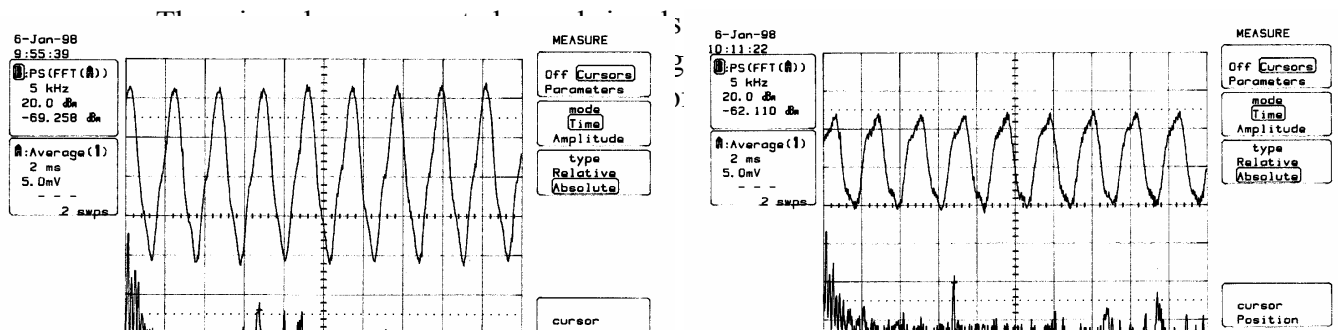 6-Jan-98
9:55:39
B:PS(FFT(A))
5 kHz
20.0 dBm
-69.258 dBm
A:Average(1)
2 ms
5.0mV
- - -
2 swps
MEASURE
Off Cursors
Parameters
mode
Time
Amplitude
type
Relative
Absolute
cursor
6-Jan-98
10:11:22
B:PS(FFT(A))
5 kHz
20.0 dBm
-62.110 dBm
A:Average(1)
2 ms
5.0mV
- - -
2 swps
MEASURE
Off Cursors
Parameters
mode
Time
Amplitude
type
Relative
Absolute
cursor
Position